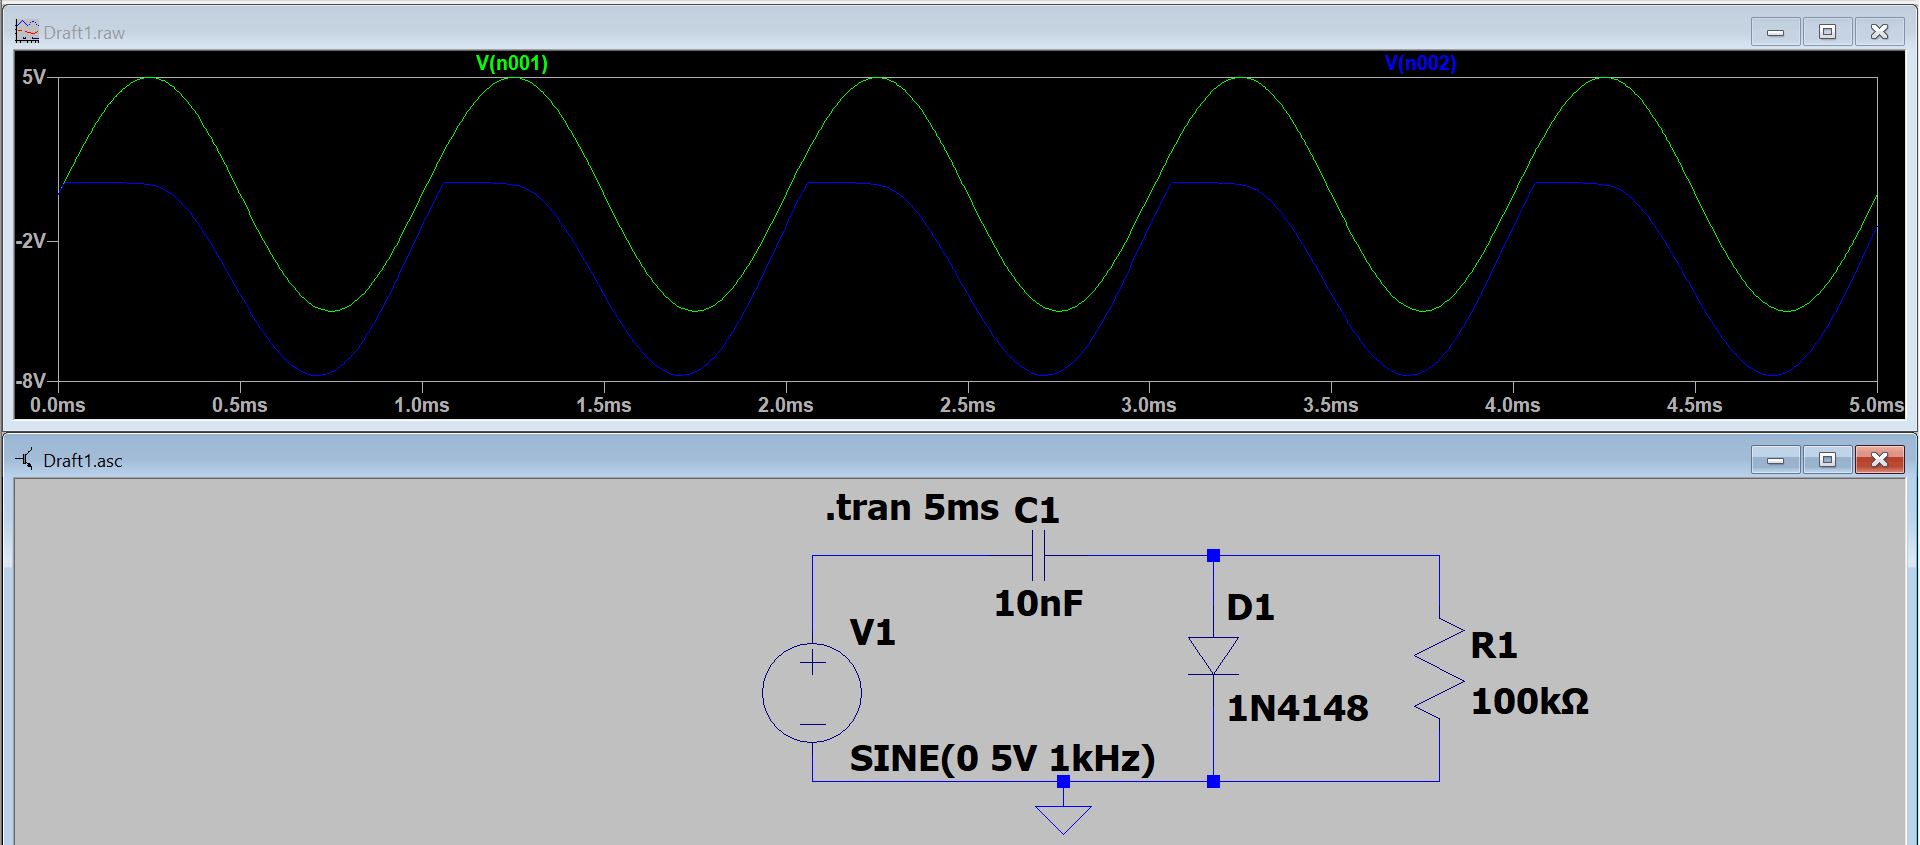 Draft1.raw
V(n001) V(n002)
5V
-2V
-8V
0.0ms 0.5ms 1.0ms 1.5ms 2.0ms 2.5ms 3.0ms 3.5ms 4.0ms 4.5ms 5.0ms
Draft1.asc
.tran 5ms C1
10nF
D1
V1
R1
100kΩ
1N4148
SINE(0 5V 1kHz)